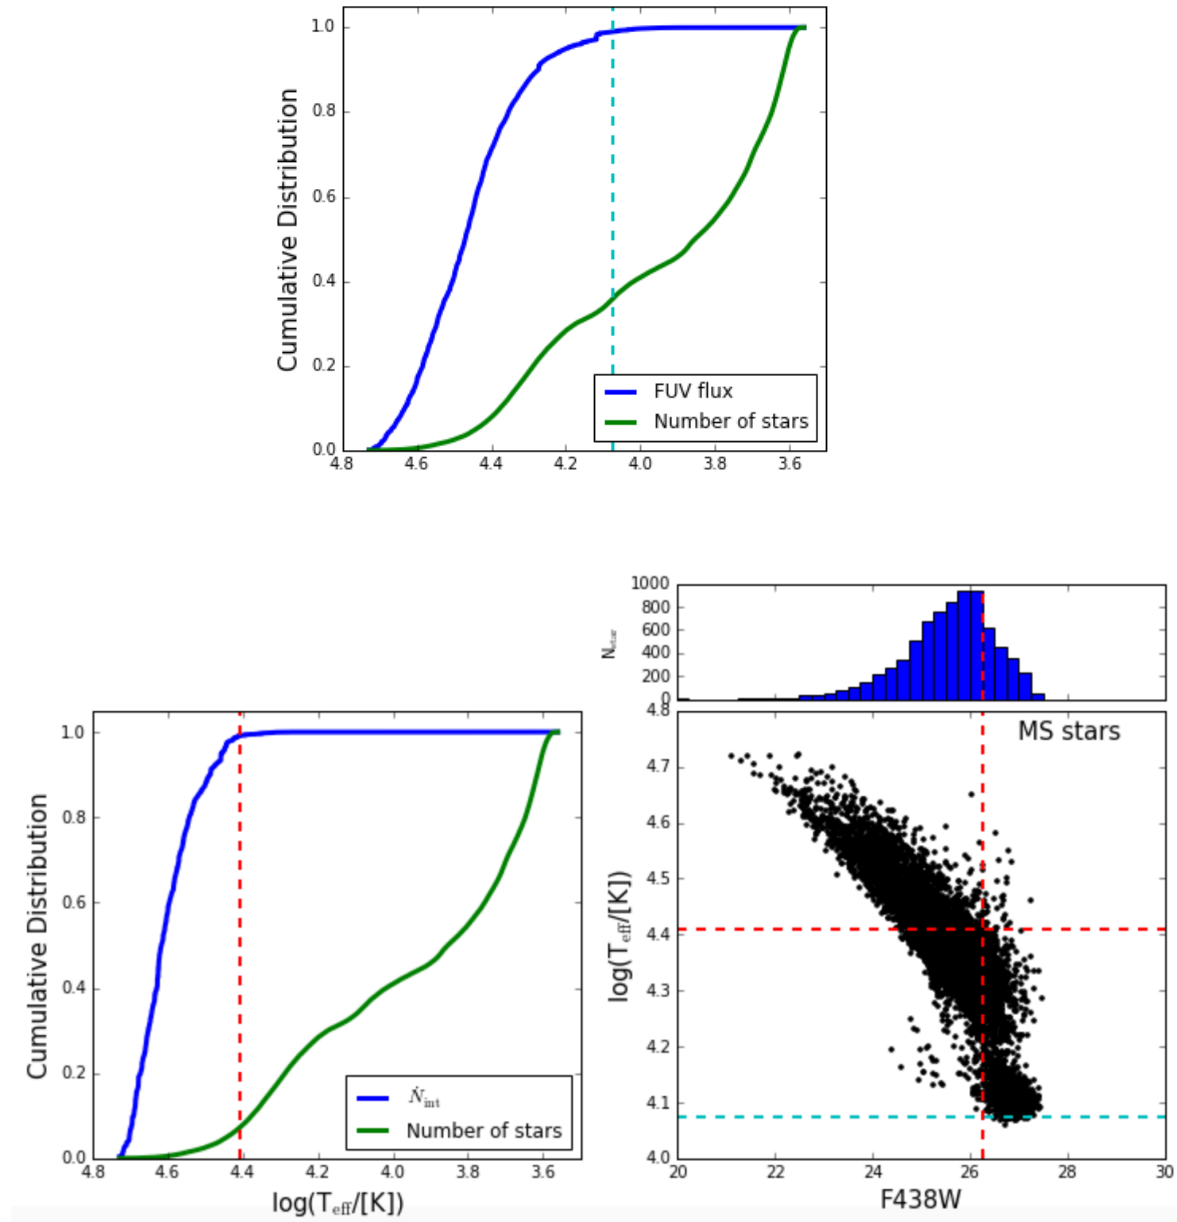 1.0
0.8
0.6
0.4
0.2
0.0
Cumulative Distribution
FUV flux
Number of stars
4.8 4.6 4.4 4.2 4.0 3.8 3.6
1000
800
600
400
200
0
N_star
1.0
0.8
0.6
0.4
0.2
0.0
Cumulative Distribution
Ṅ_int
Number of stars
4.8 4.6 4.4 4.2 4.0 3.8 3.6
log(T_eff/[K])
MS stars
4.8
4.7
4.6
4.5
4.4
4.3
4.2
4.1
4.0
log(T_eff/[K])
20 22 24 26 28 30
F438W